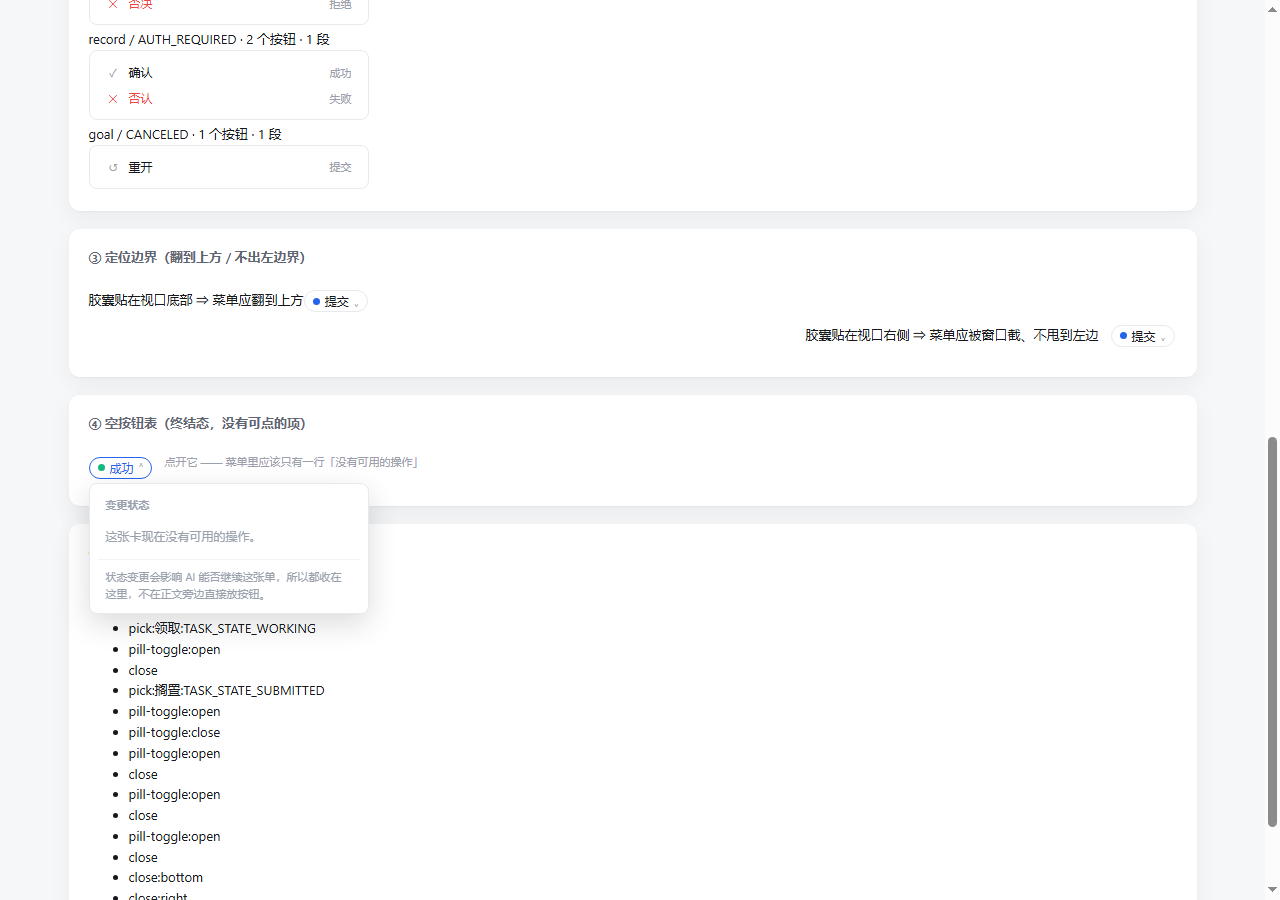 否决 拒绝
record / AUTH_REQUIRED · 2 个按钮 · 1 段
✓ 确认 成功
✕ 否认 失败
goal / CANCELED · 1 个按钮 · 1 段
↺ 重开 提交
③ 定位边界（翻到上方 / 不出左边界）
胶囊贴在视口底部 ⇒ 菜单应翻到上方 提交
胶囊贴在视口右侧 ⇒ 菜单应被窗口截、不甩到左边 提交
④ 空按钮表（终结态，没有可点的项）
成功 点开它 —— 菜单里应该只有一行「没有可用的操作」
变更状态
这张卡现在没有可用的操作。
状态变更会影响 AI 能否继续这张单，所以都收在
这里，不在正文旁边直接放按钮。
pick:领取:TASK_STATE_WORKING
pill-toggle:open
close
pick:搁置:TASK_STATE_SUBMITTED
pill-toggle:open
pill-toggle:close
pill-toggle:open
close
pill-toggle:open
close
pill-toggle:open
close
close:bottom
close:right